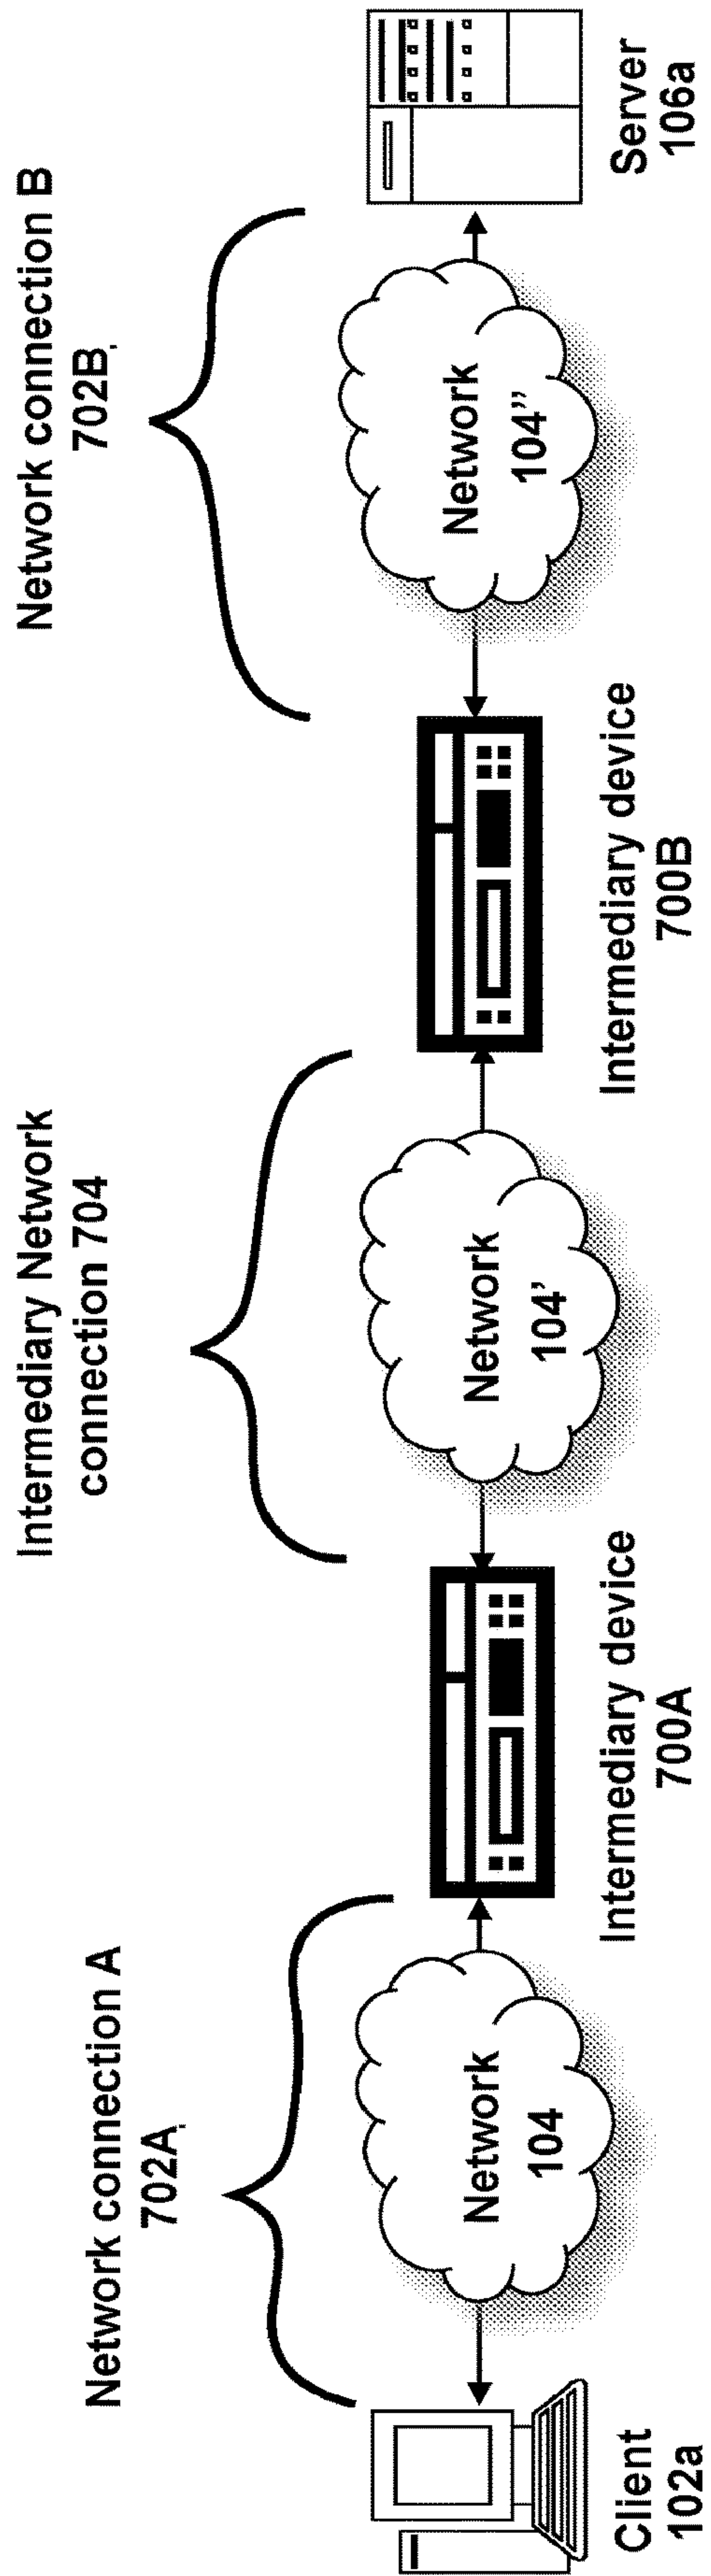 Network connection A
702A
Intermediary Network
connection 704
Network connection B
702B
Network
104
Network
104'
Network
104”
Client
102a
Intermediary device
700A
Intermediary device
700B
Server
106a